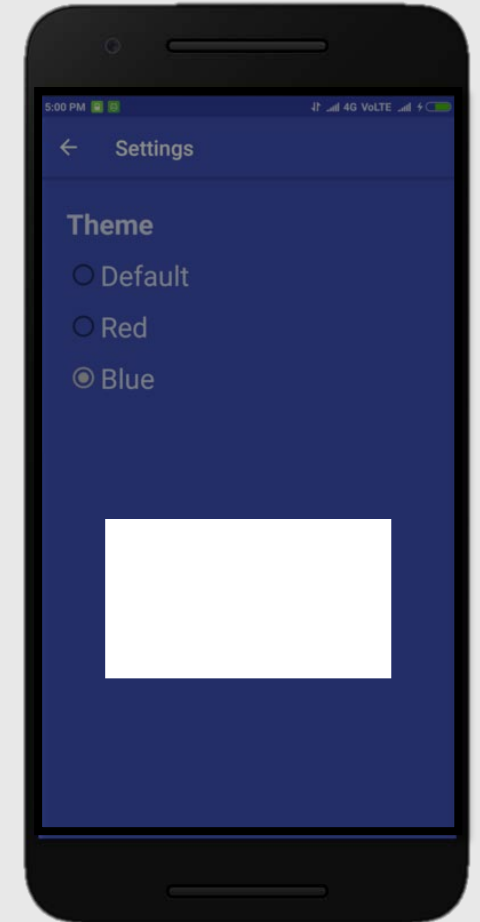 5:00 PM 4G VoLTE
Settings
Theme
Default
Red
Blue